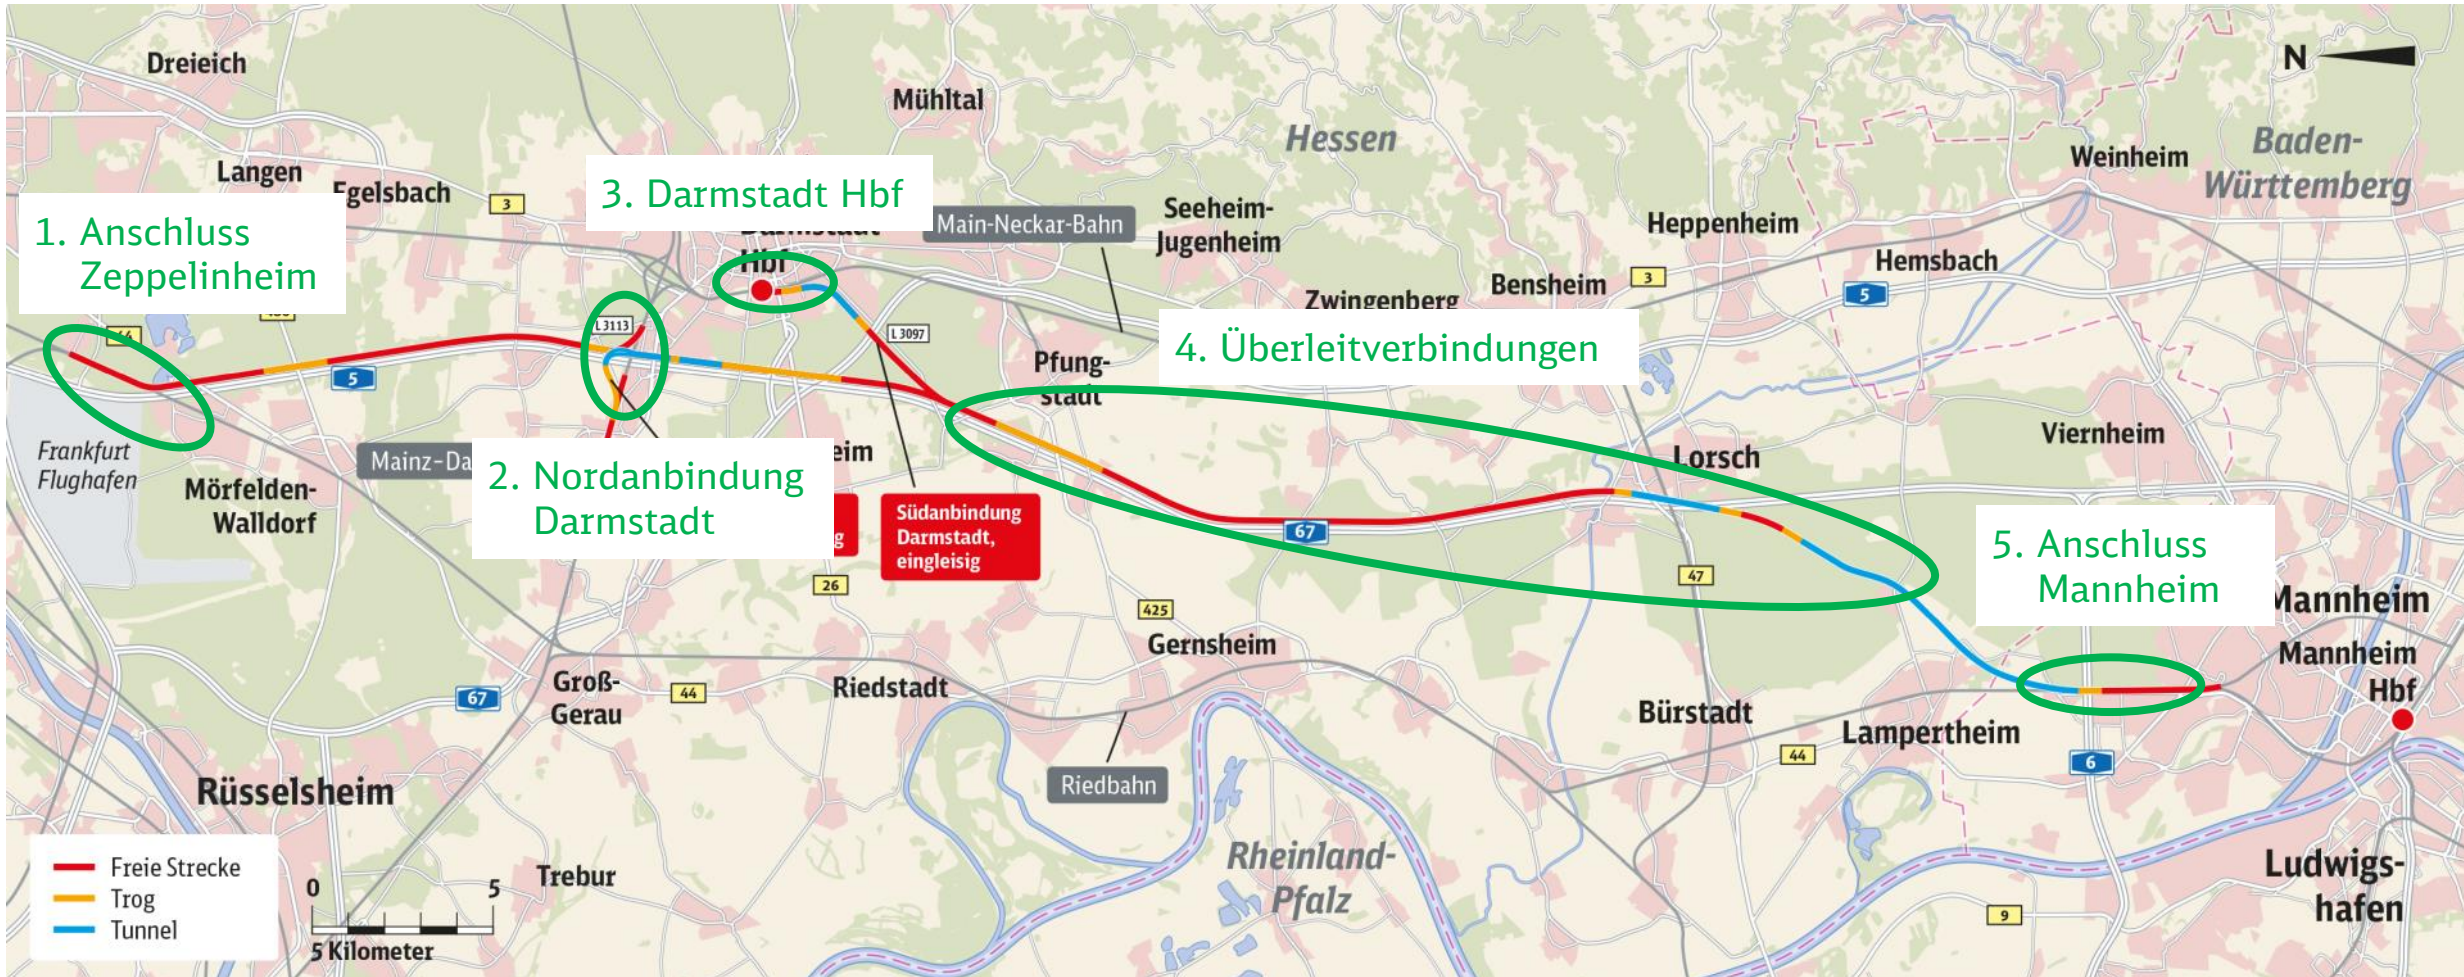 Dreieich
N
Mühltal
Hessen
Baden-
Württemberg
Weinheim
Langen
Egelsbach
3
3. Darmstadt Hbf
Darmstadt
Hbf
Main-Neckar-Bahn
Seeheim-
Jugenheim
Heppenheim
Hemsbach
1. Anschluss
Zeppelinheim
Bensheim
3
5
Zwingenberg
44
L 3113
L 3097
4. Überleitverbindungen
5
Pfung-
stadt
Frankfurt
Flughafen
Mörfelden-
Walldorf
Mainz-Da
2. Nordanbindung
Darmstadt
eim
g
Südanbindung
Darmstadt,
eingleisig
Lorsch
Viernheim
67
47
5. Anschluss
Mannheim
Mannheim
Mannheim
Hbf
26
425
Gernsheim
Groß-
Gerau
67
44
Riedstadt
Bürstadt
Lampertheim
44
6
Riedbahn
Rüsselsheim
Trebur
Rheinland-
Pfalz
Ludwigs-
hafen
9
Freie Strecke
Trog
Tunnel
0 5
5 Kilometer